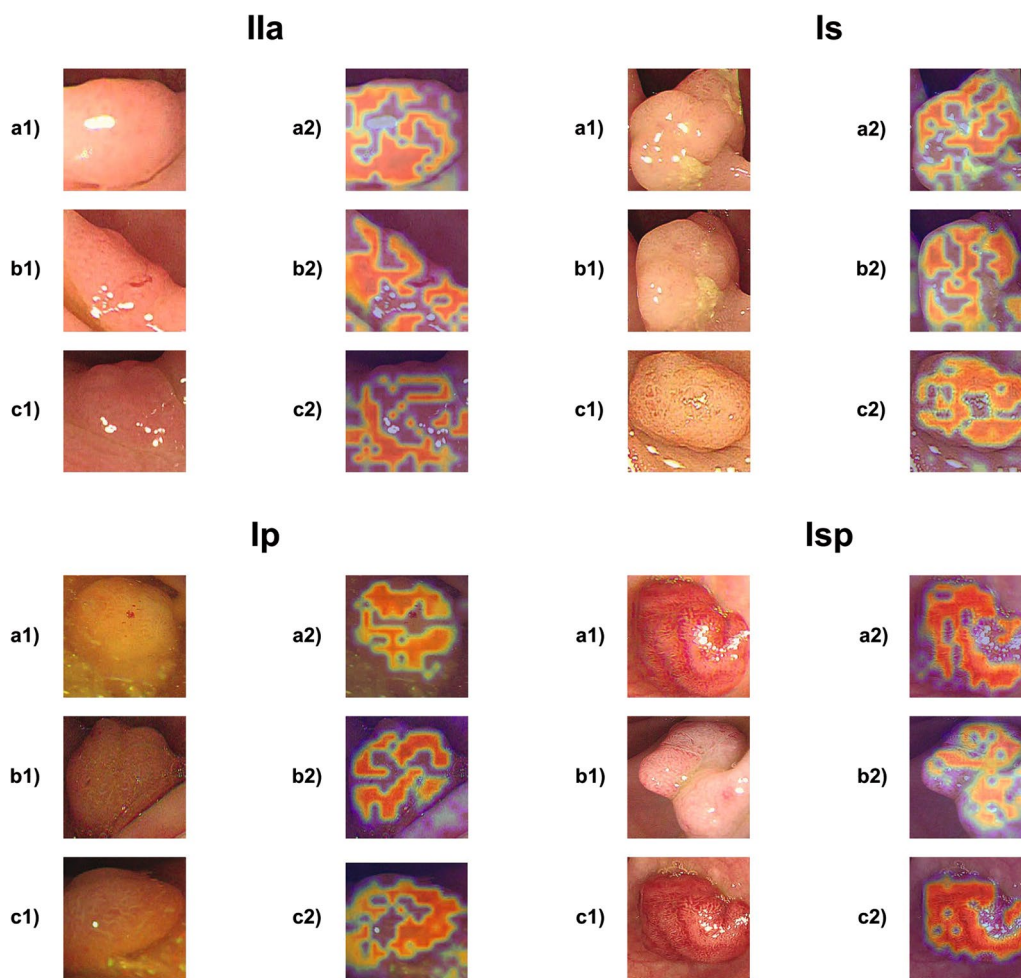 IIa
a1)
a2)
b1)
b2)
c1)
c2)
Is
a1)
a2)
b1)
b2)
c1)
c2)
Ip
a1)
a2)
b1)
b2)
c1)
c2)
Isp
a1)
a2)
b1)
b2)
c1)
c2)